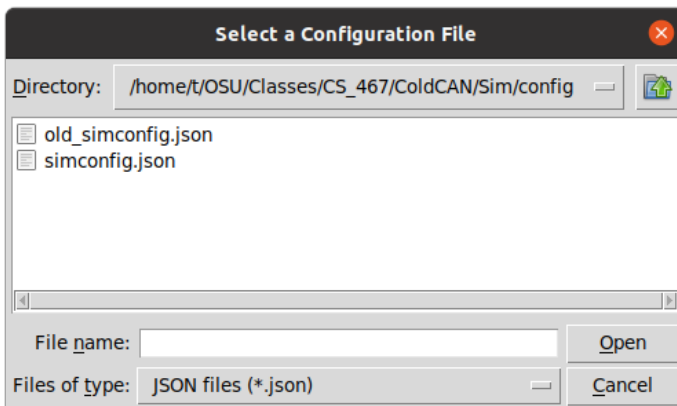 Select a Configuration File
Directory: /home/t/OSU/Classes/CS_467/ColdCAN/Sim/config
old_simconfig.json
simconfig.json
File name:
Open
Files of type: JSON files (*.json)
Cancel